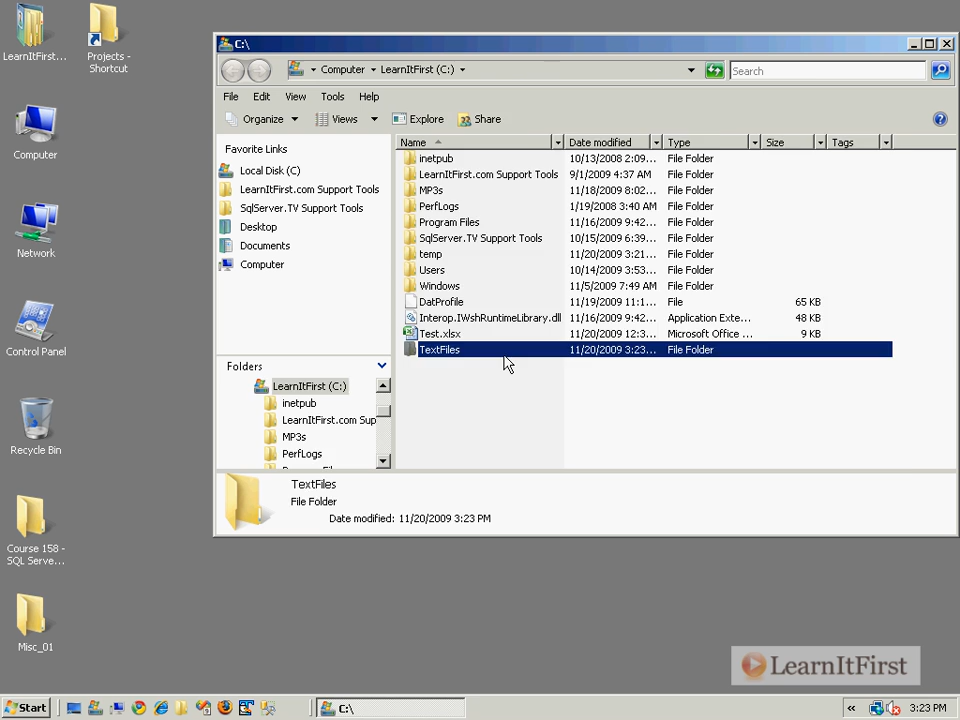 LearnItFirst...
Projects -
Shortcut
Computer
Network
Control Panel
Recycle Bin
Course 158 -
SQL Serve...
Misc_01
C:\
Computer LearnItFirst (C:)
Search
File Edit View Tools Help
Organize Views Explore Share
Favorite Links
Local Disk (C)
LearnItFirst.com Support Tools
SqlServer.TV Support Tools
Desktop
Documents
Computer
Folders
LearnItFirst (C:)
inetpub
LearnItFirst.com Sup
MP3s
PerfLogs
Name Date modified Type Size Tags
inetpub 10/13/2008 2:09... File Folder
LearnItFirst.com Support Tools 9/1/2009 4:37 AM File Folder
MP3s 11/18/2009 8:02... File Folder
PerfLogs 1/19/2008 3:40 AM File Folder
Program Files 11/16/2009 9:42... File Folder
SqlServer.TV Support Tools 10/15/2009 6:39... File Folder
temp 11/20/2009 3:21... File Folder
Users 10/14/2009 3:53... File Folder
Windows 11/5/2009 7:49 AM File Folder
DatProfile 11/19/2009 11:1... File 65 KB
Interop.IWshRuntimeLibrary.dll 11/16/2009 9:42... Application Exte... 48 KB
Test.xlsx 11/20/2009 12:3... Microsoft Office ... 9 KB
TextFiles 11/20/2009 3:23... File Folder
TextFiles
File Folder
Date modified: 11/20/2009 3:23 PM
LearnItFirst
Start C:\ « 3:23 PM